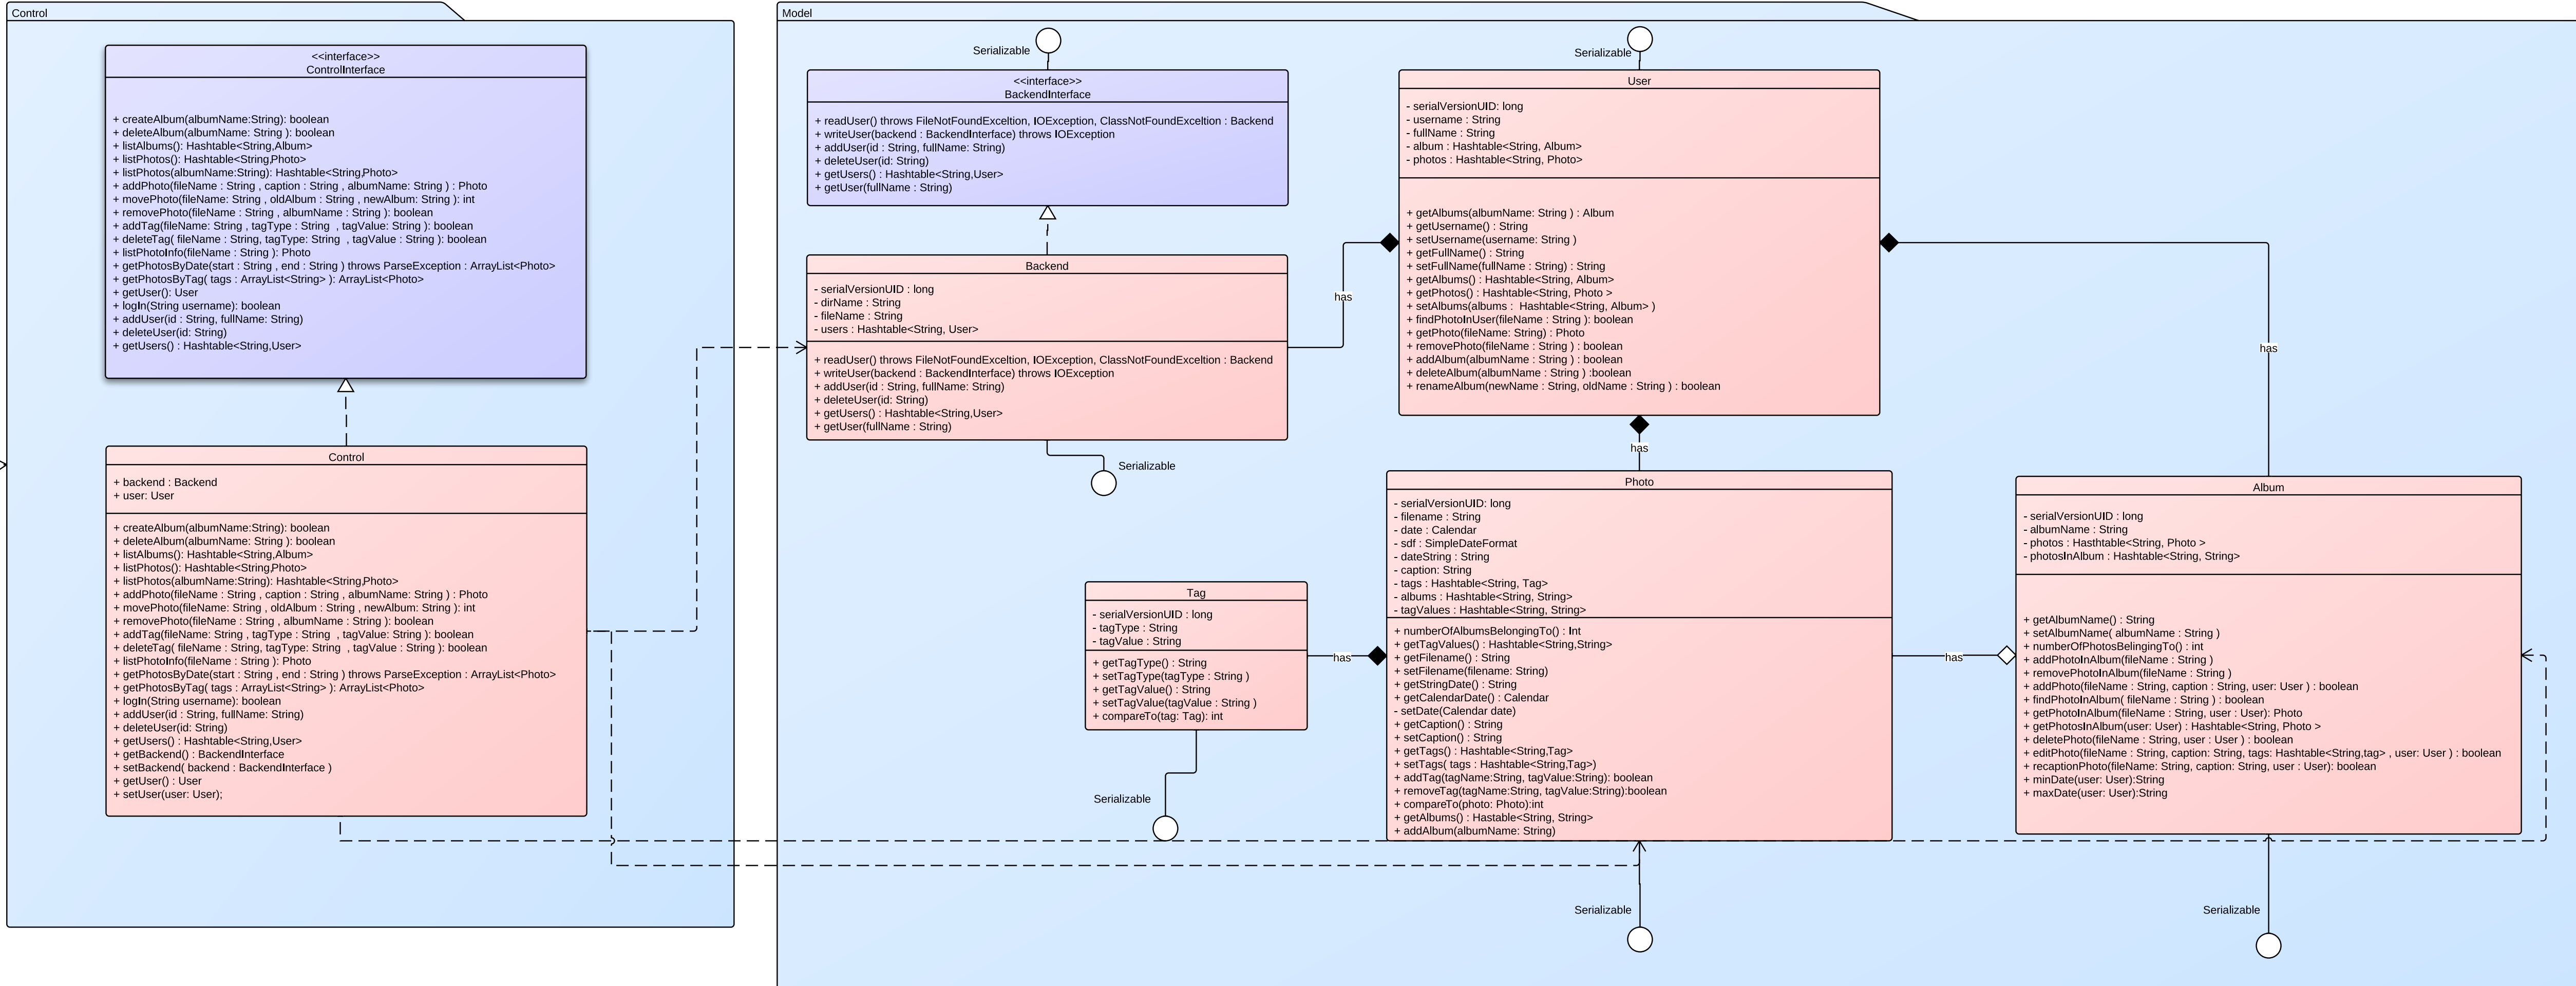 Control
<<interface>>
ControlInterface
+ createAlbum(albumName:String): boolean
+ deleteAlbum(albumName: String ): boolean
+ listAlbums(): Hashtable<String,Album>
+ listPhotos(): Hashtable<String,Photo>
+ listPhotos(albumName:String): Hashtable<String,Photo>
+ addPhoto(fileName : String , caption : String , albumName: String ) : Photo
+ movePhoto(fileName: String , oldAlbum : String , newAlbum: String ): int
+ removePhoto(fileName : String , albumName : String ): boolean
+ addTag(fileName: String , tagType : String  , tagValue: String ): boolean
+ deleteTag( fileName : String, tagType: String  , tagValue : String ): boolean
+ listPhotoInfo(fileName : String ): Photo
+ getPhotosByDate(start : String , end : String ) throws ParseException : ArrayList<Photo>
+ getPhotosByTag( tags : ArrayList<String> ): ArrayList<Photo>
+ getUser(): User
+ logIn(String username): boolean
+ addUser(id : String, fullName: String)
+ deleteUser(id: String)
+ getUsers() : Hashtable<String,User>
Control
+ backend : Backend
+ user: User
+ createAlbum(albumName:String): boolean
+ deleteAlbum(albumName: String ): boolean
+ listAlbums(): Hashtable<String,Album>
+ listPhotos(): Hashtable<String,Photo>
+ listPhotos(albumName:String): Hashtable<String,Photo>
+ addPhoto(fileName : String , caption : String , albumName: String ) : Photo
+ movePhoto(fileName: String , oldAlbum : String , newAlbum: String ): int
+ removePhoto(fileName : String , albumName : String ): boolean
+ addTag(fileName: String , tagType : String  , tagValue: String ): boolean
+ deleteTag( fileName : String, tagType: String  , tagValue : String ): boolean
+ listPhotoInfo(fileName : String ): Photo
+ getPhotosByDate(start : String , end : String ) throws ParseException : ArrayList<Photo>
+ getPhotosByTag( tags : ArrayList<String> ): ArrayList<Photo>
+ logIn(String username): boolean
+ addUser(id : String, fullName: String)
+ deleteUser(id: String)
+ getUsers() : Hashtable<String,User>
+ getBackend() : BackendInterface
+ setBackend( backend : BackendInterface )
+ getUser() : User
+ setUser(user: User);
Model
Serializable
<<interface>>
BackendInterface
+ readUser() throws FileNotFoundExceltion, IOException, ClassNotFoundExceltion : Backend
+ writeUser(backend : BackendInterface) throws IOException
+ addUser(id : String, fullName: String)
+ deleteUser(id: String)
+ getUsers() : Hashtable<String,User>
+ getUser(fullName : String)
Backend
- serialVersionUID : long
- dirName : String
- fileName : String
- users : Hashtable<String, User>
+ readUser() throws FileNotFoundExceltion, IOException, ClassNotFoundExceltion : Backend
+ writeUser(backend : BackendInterface) throws IOException
+ addUser(id : String, fullName: String)
+ deleteUser(id: String)
+ getUsers() : Hashtable<String,User>
+ getUser(fullName : String)
Serializable
has
Serializable
User
- serialVersionUID: long
- username : String
- fullName : String
- album : Hashtable<String, Album>
- photos : Hashtable<String, Photo>
+ getAlbums(albumName: String ) : Album
+ getUsername() : String
+ setUsername(username: String )
+ getFullName() : String
+ setFullName(fullName : String) : String
+ getAlbums() : Hashtable<String, Album>
+ getPhotos() : Hashtable<String, Photo >
+ setAlbums(albums :  Hashtable<String, Album> )
+ findPhotoInUser(fileName : String ): boolean
+ getPhoto(fileName: String) : Photo
+ removePhoto(fileName : String ) : boolean
+ addAlbum(albumName : String ) : boolean
+ deleteAlbum(albumName : String ) :boolean
+ renameAlbum(newName : String, oldName : String ) : boolean
has
has
Tag
- serialVersionUID : long
- tagType : String
- tagValue : String
+ getTagType() : String
+ setTagType(tagType : String )
+ getTagValue() : String
+ setTagValue(tagValue : String )
+ compareTo(tag: Tag): int
Serializable
has
Photo
- serialVersionUID: long
- filename : String
- date : Calendar
- sdf : SimpleDateFormat
- dateString : String
- caption: String
- tags : Hashtable<String, Tag>
- albums : Hashtable<String, String>
- tagValues : Hashtable<String, String>
+ numberOfAlbumsBelongingTo() : Int
+ getTagValues() : Hashtable<String,String>
+ getFilename() : String
+ setFilename(filename: String)
+ getStringDate() : String
+ getCalendarDate() : Calendar
- setDate(Calendar date)
+ getCaption() : String
+ setCaption() : String
+ getTags() : Hashtable<String,Tag>
+ setTags( tags : Hashtable<String,Tag>)
+ addTag(tagName:String, tagValue:String): boolean
+ removeTag(tagName:String, tagValue:String):boolean
+ compareTo(photo: Photo):int
+ getAlbums() : Hastable<String, String>
+ addAlbum(albumName: String)
Serializable
has
Album
- serialVersionUID : long
- albumName : String
- photos : Hasthtable<String, Photo >
- photosInAlbum : Hashtable<String, String>
+ getAlbumName() : String
+ setAlbumName( albumName : String )
+ numberOfPhotosBelingingTo() : int
+ addPhotoInAlbum(fileName : String )
+ removePhotoInAlbum(fileName : String )
+ addPhoto(fileName : String, caption : String, user: User ) : boolean
+ findPhotoInAlbum( fileName : String ) : boolean
+ getPhotoInAlbum(fileName : String, user : User): Photo
+ getPhotosInAlbum(user: User) : Hashtable<String, Photo >
+ deletePhoto(fileName : String, user : User ) : boolean
+ editPhoto(fileName : String, caption: String, tags: Hashtable<String,tag> , user: User ) : boolean
+ recaptionPhoto(fileName: String, caption: String, user : User): boolean
+ minDate(user: User):String
+ maxDate(user: User):String
Serializable